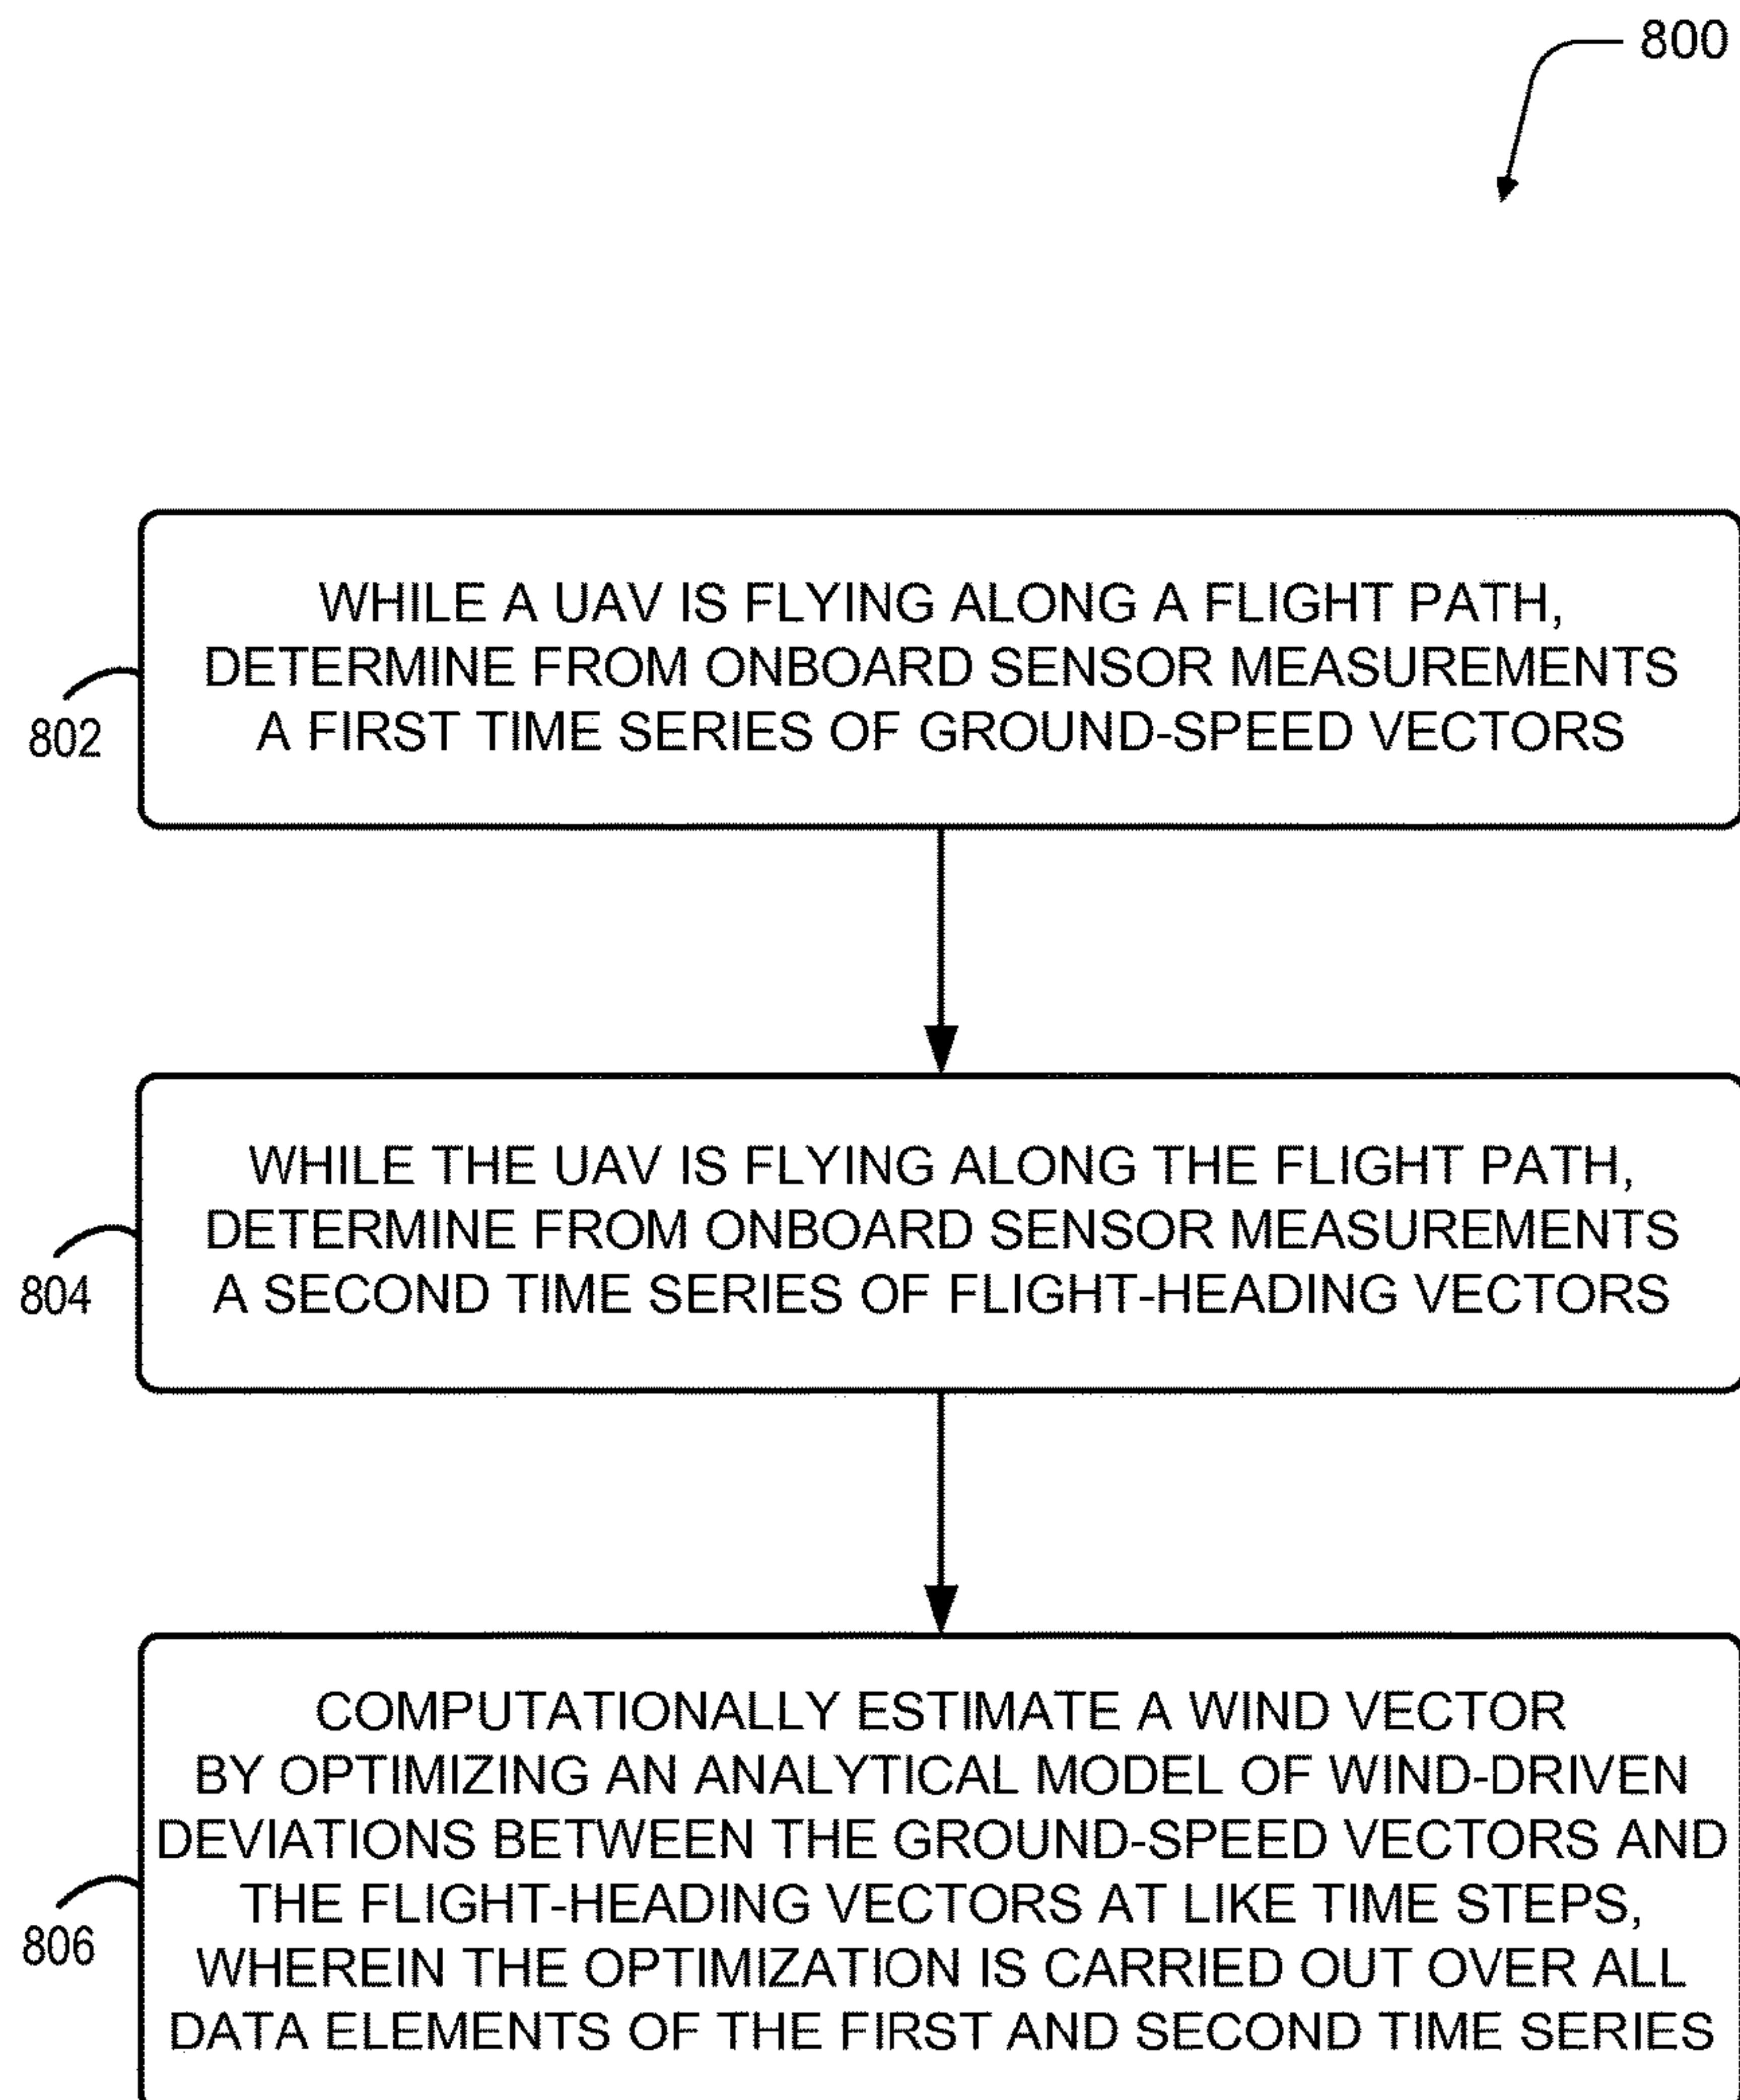 800
WHILE A UAV IS FLYING ALONG A FLIGHT PATH,
DETERMINE FROM ONBOARD SENSOR MEASUREMENTS
A FIRST TIME SERIES OF GROUND-SPEED VECTORS
802
WHILE THE UAV IS FLYING ALONG THE FLIGHT PATH,
DETERMINE FROM ONBOARD SENSOR MEASUREMENTS
A SECOND TIME SERIES OF FLIGHT-HEADING VECTORS
804
COMPUTATIONALLY ESTIMATE A WIND VECTOR
BY OPTIMIZING AN ANALYTICAL MODEL OF WIND-DRIVEN
DEVIATIONS BETWEEN THE GROUND-SPEED VECTORS AND
THE FLIGHT-HEADING VECTORS AT LIKE TIME STEPS,
WHEREIN THE OPTIMIZATION IS CARRIED OUT OVER ALL
DATA ELEMENTS OF THE FIRST AND SECOND TIME SERIES
806